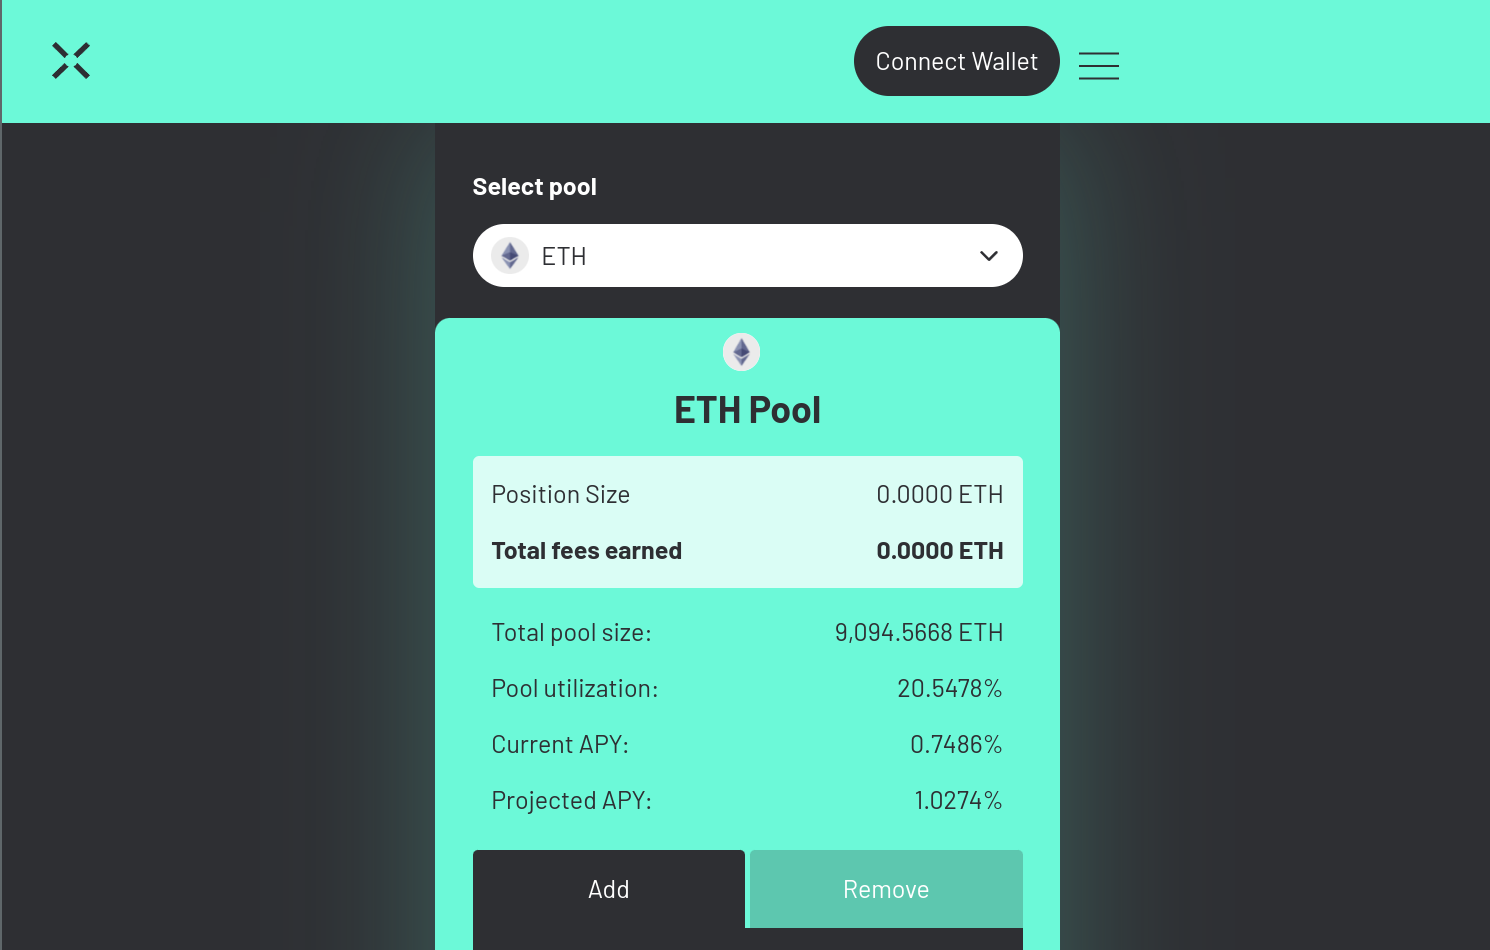 Connect Wallet
Select pool
ETH
ETH Pool
Position Size 0.0000 ETH
Total fees earned 0.0000 ETH
Total pool size: 9,094.5668 ETH
Pool utilization: 20.5478%
Current APY: 0.7486%
Projected APY: 1.0274%
Add Remove